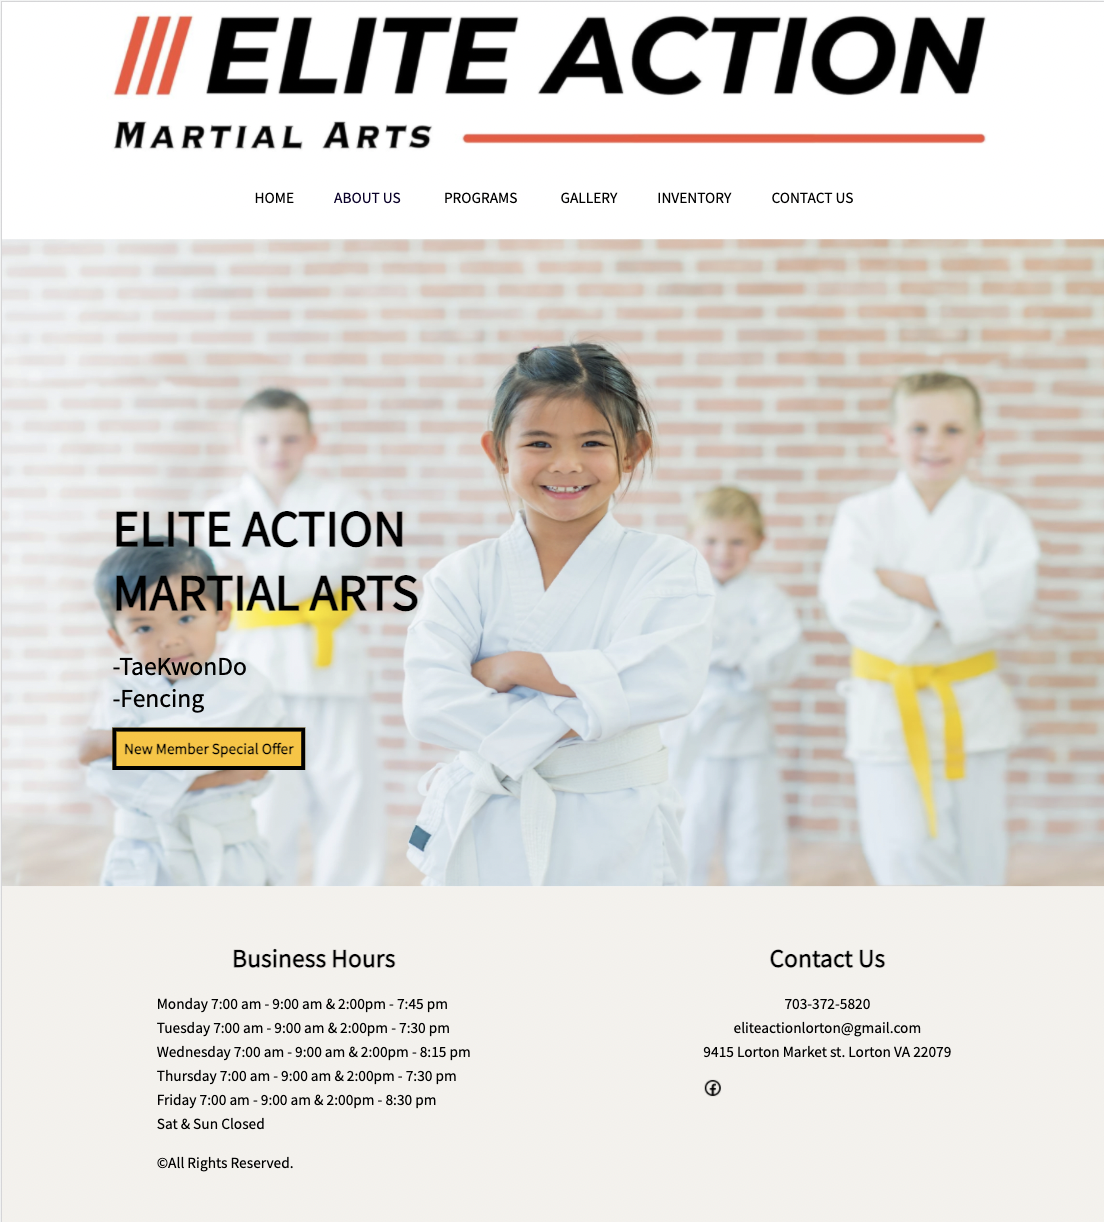 ELITE ACTION
MARTIAL ARTS
HOME ABOUT US PROGRAMS GALLERY INVENTORY CONTACT US
ELITE ACTION
MARTIAL ARTS
-TaeKwonDo
-Fencing
New Member Special Offer
Business Hours
Monday 7:00 am - 9:00 am & 2:00pm - 7:45 pm
Tuesday 7:00 am - 9:00 am & 2:00pm - 7:30 pm
Wednesday 7:00 am - 9:00 am & 2:00pm - 8:15 pm
Thursday 7:00 am - 9:00 am & 2:00pm - 7:30 pm
Friday 7:00 am - 9:00 am & 2:00pm - 8:30 pm
Sat & Sun Closed
©All Rights Reserved.
Contact Us
703-372-5820
eliteactionlorton@gmail.com
9415 Lorton Market st. Lorton VA 22079